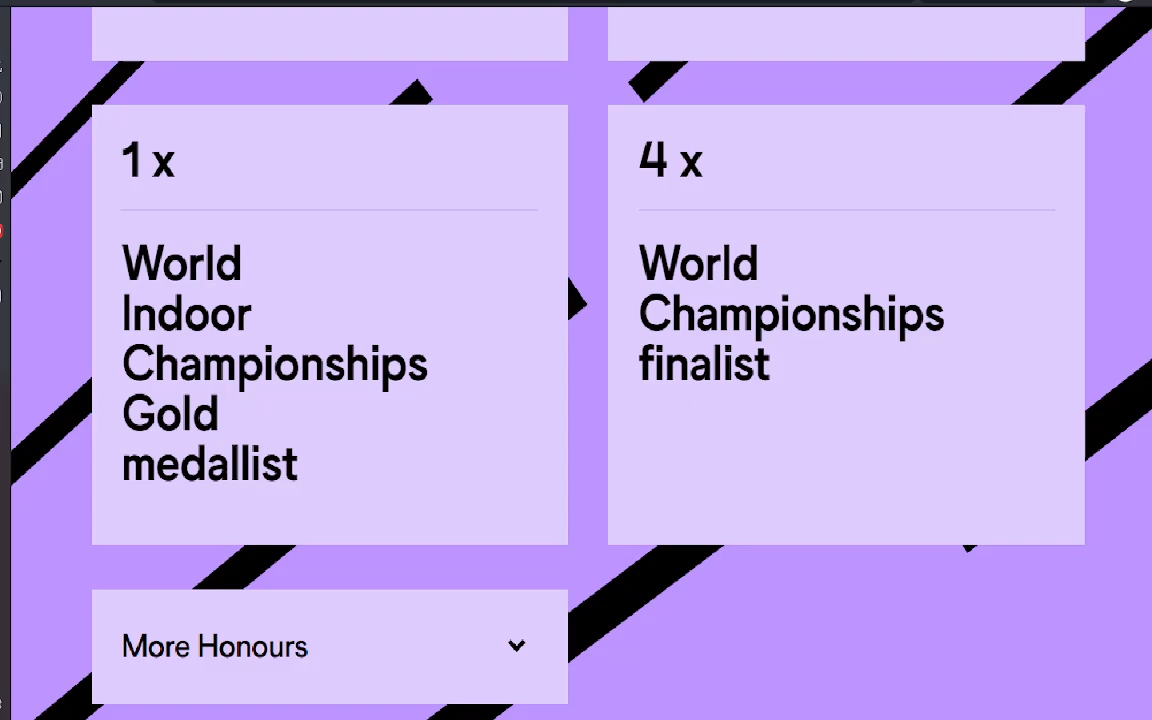 1 x
World
Indoor
Championships
Gold
medallist
4 x
World
Championships
finalist
More Honours